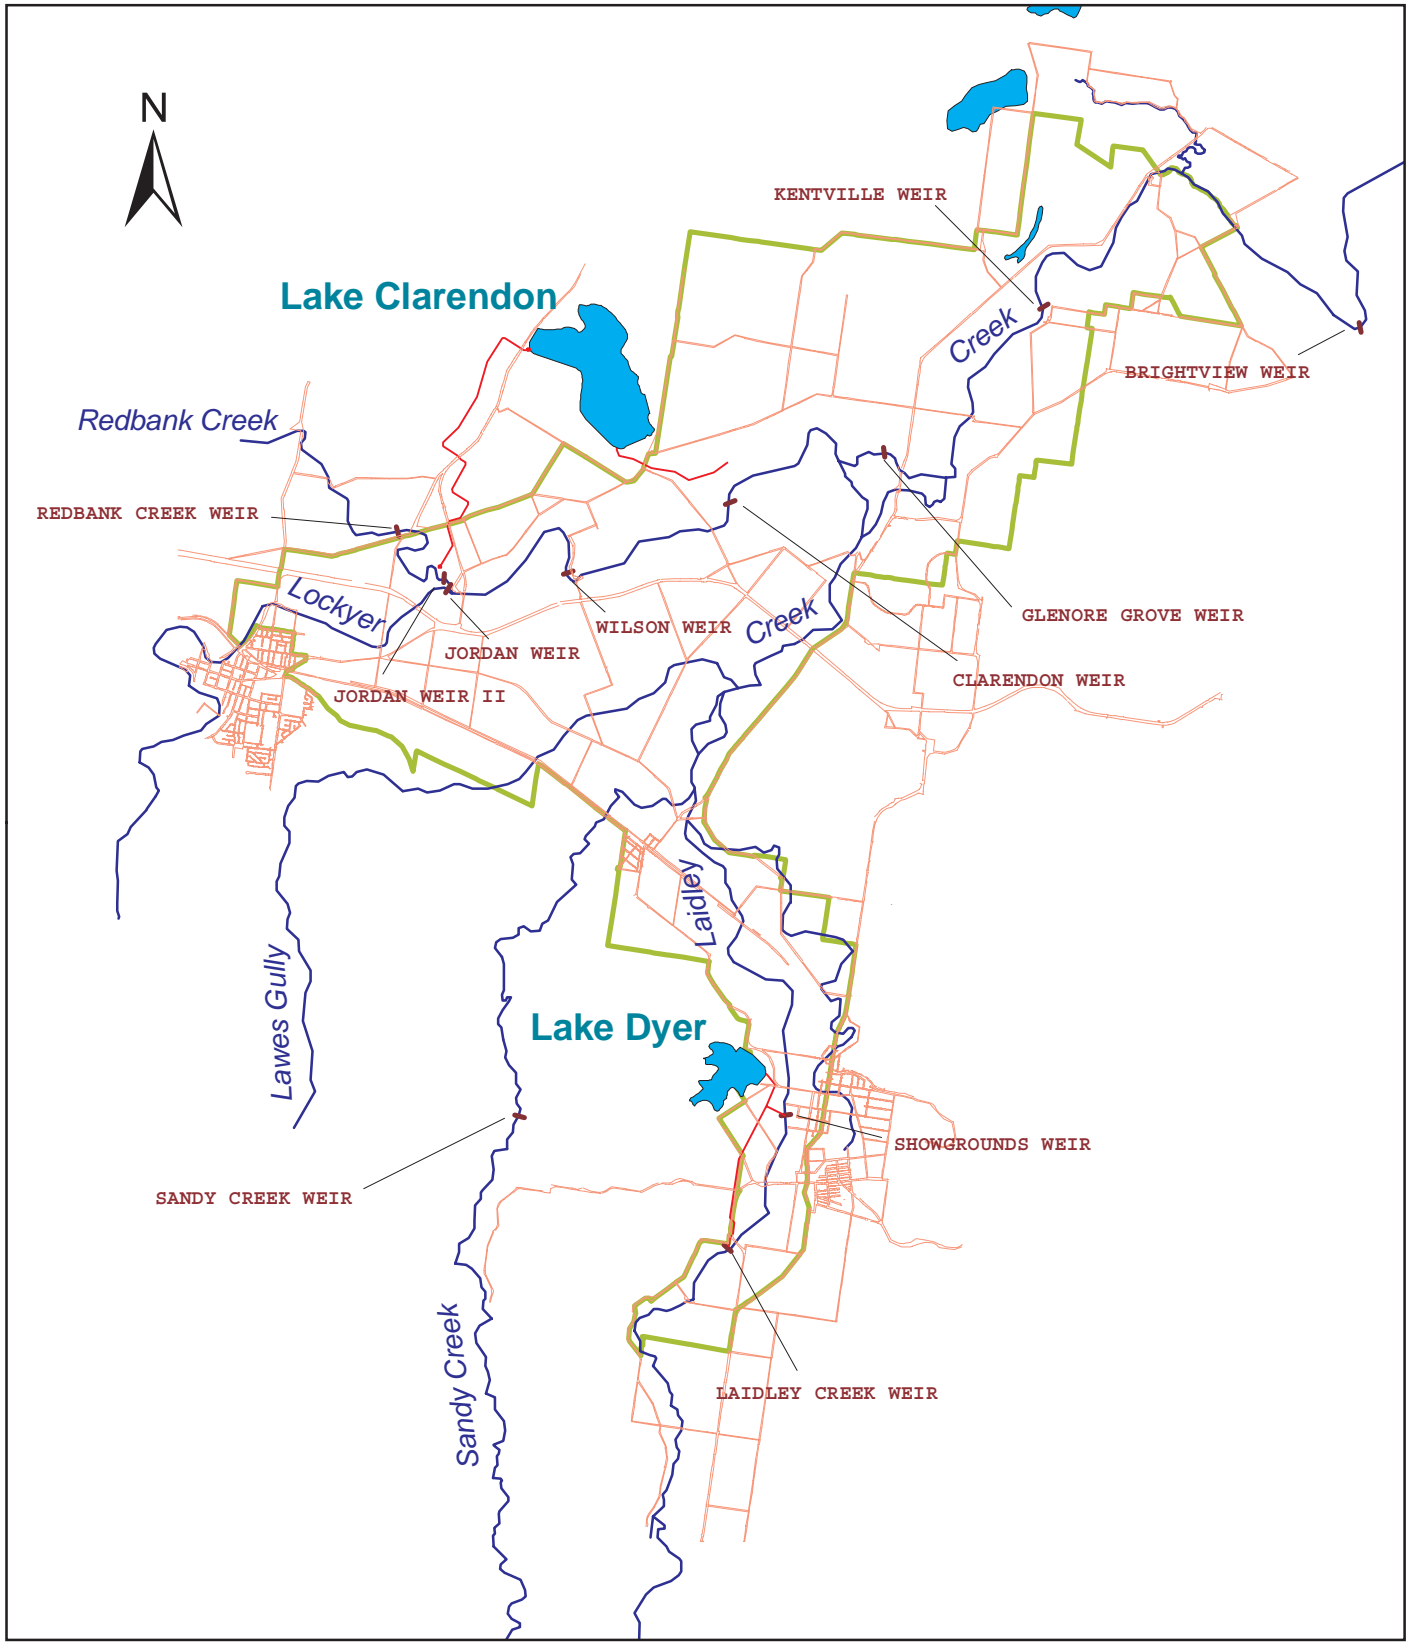 N
KENTVILLE WEIR
Lake Clarendon
Creek
BRIGHTVIEW WEIR
Redbank Creek
REDBANK CREEK WEIR
Lockyer
Creek
GLENORE GROVE WEIR
WILSON WEIR
JORDAN WEIR
CLARENDON WEIR
JORDAN WEIR II
Laidley
Lawes Gully
Lake Dyer
SHOWGROUNDS WEIR
SANDY CREEK WEIR
Sandy Creek
LAIDLEY CREEK WEIR